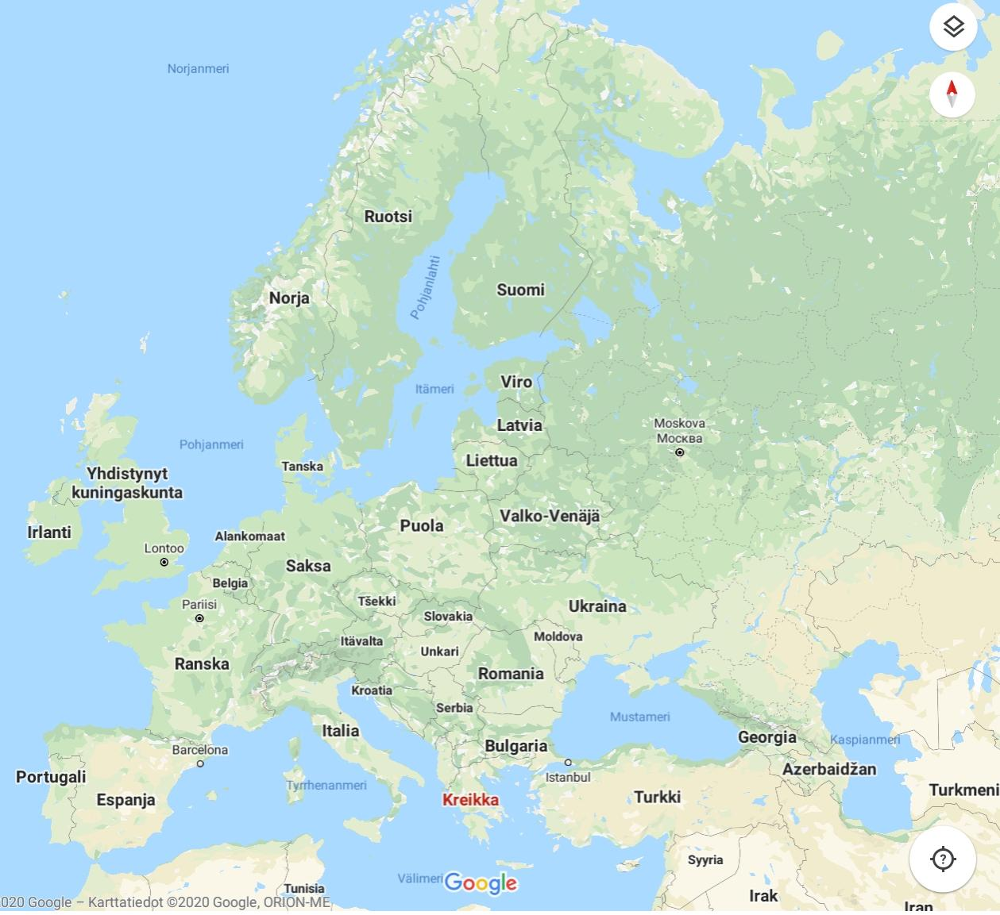 Norjanmeri
Ruotsi
Pohjanlahti
Suomi
Norja
Viro
Itämeri
Latvia
Moskova
Москва
Pohjanmeri
Liettua
Tanska
Yhdistynyt
kuningaskunta
Valko-Venäjä
Puola
Irlanti
Alankomaat
Lontoo
Saksa
Belgia
Tšekki
Pariisi
Ukraina
Slovakia
Moldova
Itävalta
Unkari
Ranska
Romania
Kroatia
Serbia
Mustameri
Italia
Georgia
Kaspianmeri
Bulgaria
Barcelona
Azerbaidžan
Portugali
Istanbul
Tyrrhenanmeri
Turkmeni
Espanja
Kreikka
Turkki
Syyria
?
Välimeri
Google
Tunisia
Irak
020 Google – Karttatiedot ©2020 Google, ORION-ME
Iran